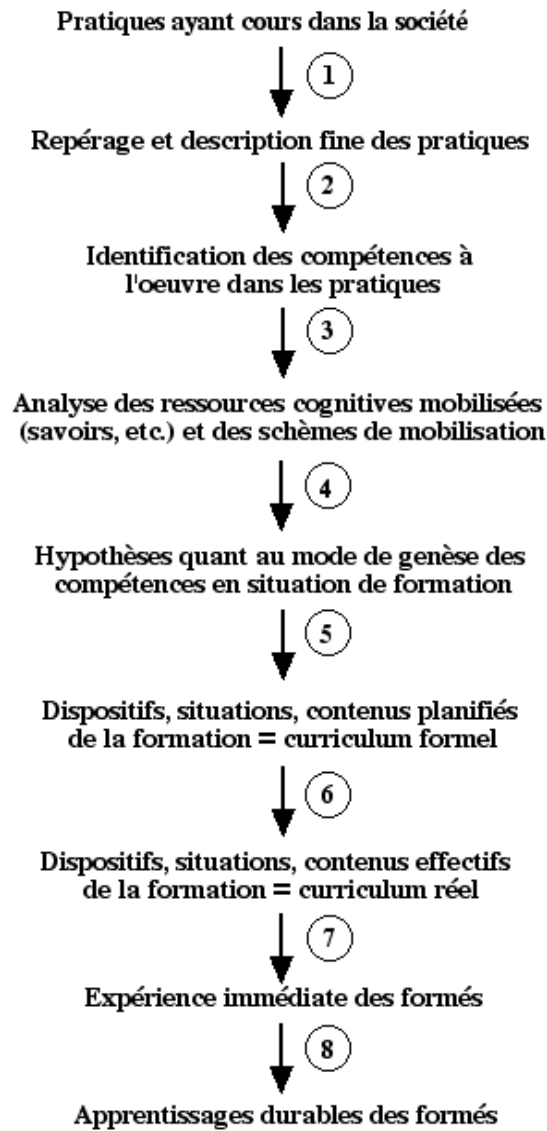 Pratiques ayant cours dans la société
1
Repérage et description fine des pratiques
2
Identification des compétences à
l'oeuvre dans les pratiques
3
Analyse des ressources cognitives mobilisées
(savoirs, etc.) et des schèmes de mobilisation
4
Hypothèses quant au mode de genèse des
compétences en situation de formation
5
Dispositifs, situations, contenus planifiés
de la formation = curriculum formel
6
Dispositifs, situations, contenus effectifs
de la formation = curriculum réel
7
Expérience immédiate des formés
8
Apprentissages durables des formés